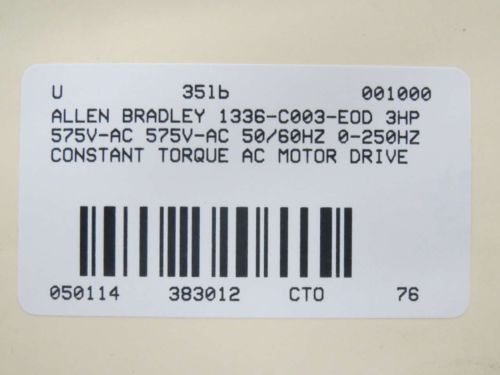 U 35lb 001000
ALLEN BRADLEY 1336-C003-EOD 3HP
575V-AC 575V-AC 50/60HZ 0-250HZ
CONSTANT TORQUE AC MOTOR DRIVE
050114 383012 CTO 76